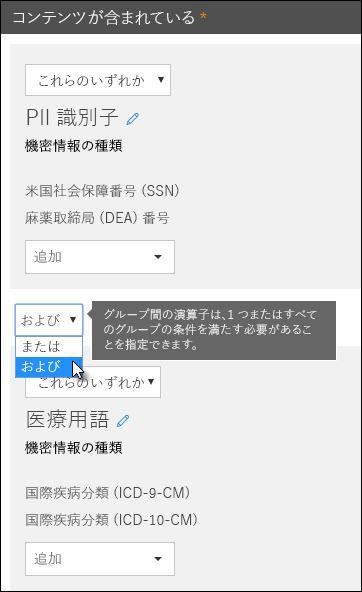 コンテンツが含まれている *
これらのいずれか
PII 識別子
機密情報の種類
米国社会保障番号 (SSN)
麻薬取締局 (DEA) 番号
追加
および
グループ間の演算子は、1 つまたはすべて
のグループの条件を満たす必要があるこ
とを指定できます。
または
および
これらのいずれか
医療用語
機密情報の種類
国際疾病分類 (ICD-9-CM)
国際疾病分類 (ICD-10-CM)
追加